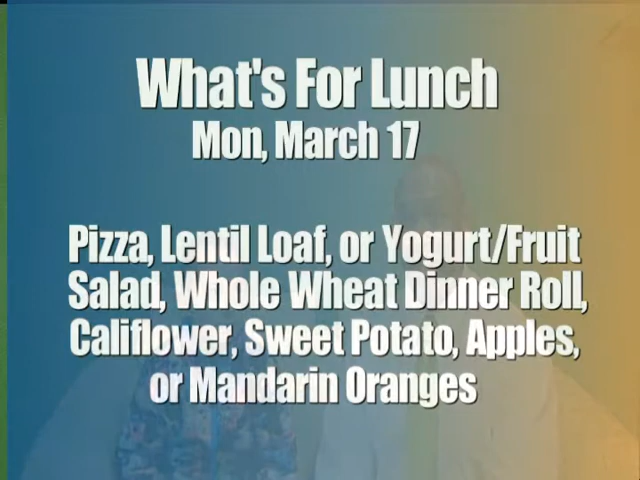 What's For Lunch
Mon, March 17
Pizza, Lentil Loaf, or Yogurt/Fruit
Salad, Whole Wheat Dinner Roll,
Califlower, Sweet Potato, Apples,
or Mandarin Oranges